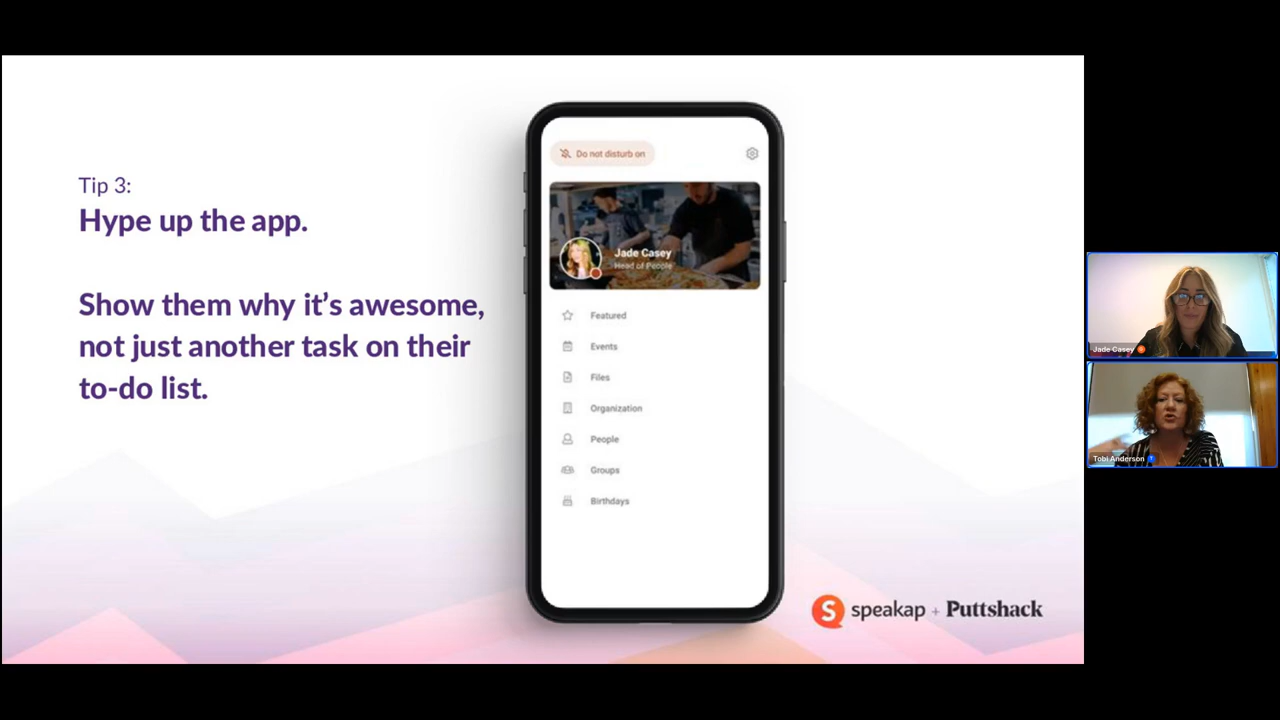 Tip 3:
Hype up the app.
Show them why it's awesome,
not just another task on their
to-do list.
Do not disturb on
Jade Casey
Head of People
Featured
Events
Files
Organization
People
Groups
Birthdays
speakap + Puttshack
Jade Casey
Tobi Anderson